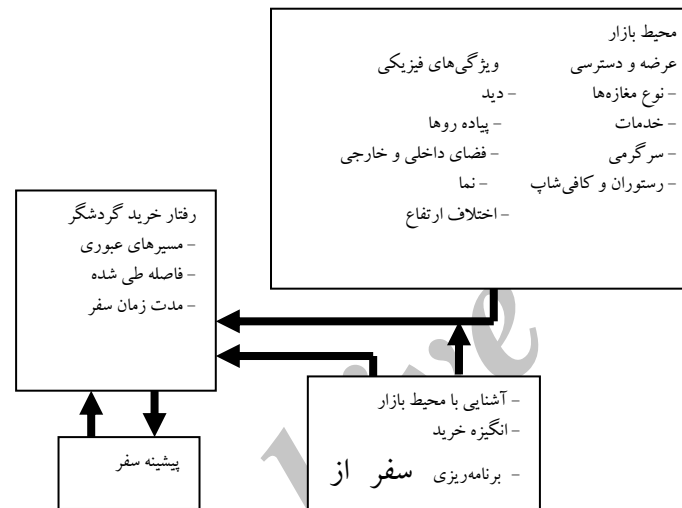 محیط بازار
عرضه و دسترسی ویژگی‌های فیزیکی
- نوع مغازه‌ها - دید
- خدمات - پیاده روها
- سرگرمی - فضای داخلی و خارجی
- رستوران و کافی‌شاپ - نما
- اختلاف ارتفاع
رفتار خرید گردشگر
- مسیرهای عبوری
- فاصله طی شده
- مدت زمان سفر
- آشنایی با محیط بازار
- انگیزه خرید
- برنامه‌ریزی سفر از
پیشینه سفر